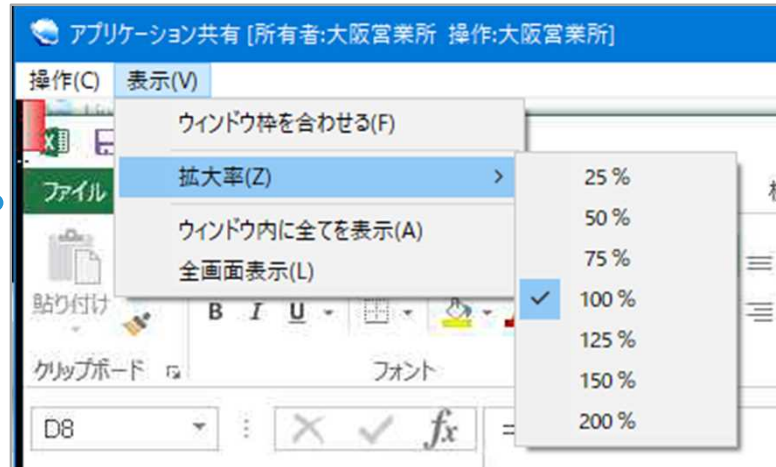 アプリケーション共有 [所有者:大阪営業所 操作:大阪営業所]
操作(C) 表示(V)
ウィンドウ枠を合わせる(F)
拡大率(Z)
ウィンドウ内に全てを表示(A)
全画面表示(L)
25 %
50 %
75 %
100 %
125 %
150 %
200 %
ファイル
貼り付け
B I U
クリップボード フォント
D8 fx =